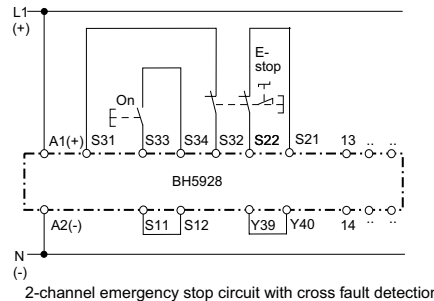 L1
(+)
E-
stop
On
A1(+) S31 S33 S34 S32 S22 S21 13 .. ..
BH5928
A2(-) S11 S12 Y39 Y40 14 .. ..
N
(-)
2-channel emergency stop circuit with cross fault detection